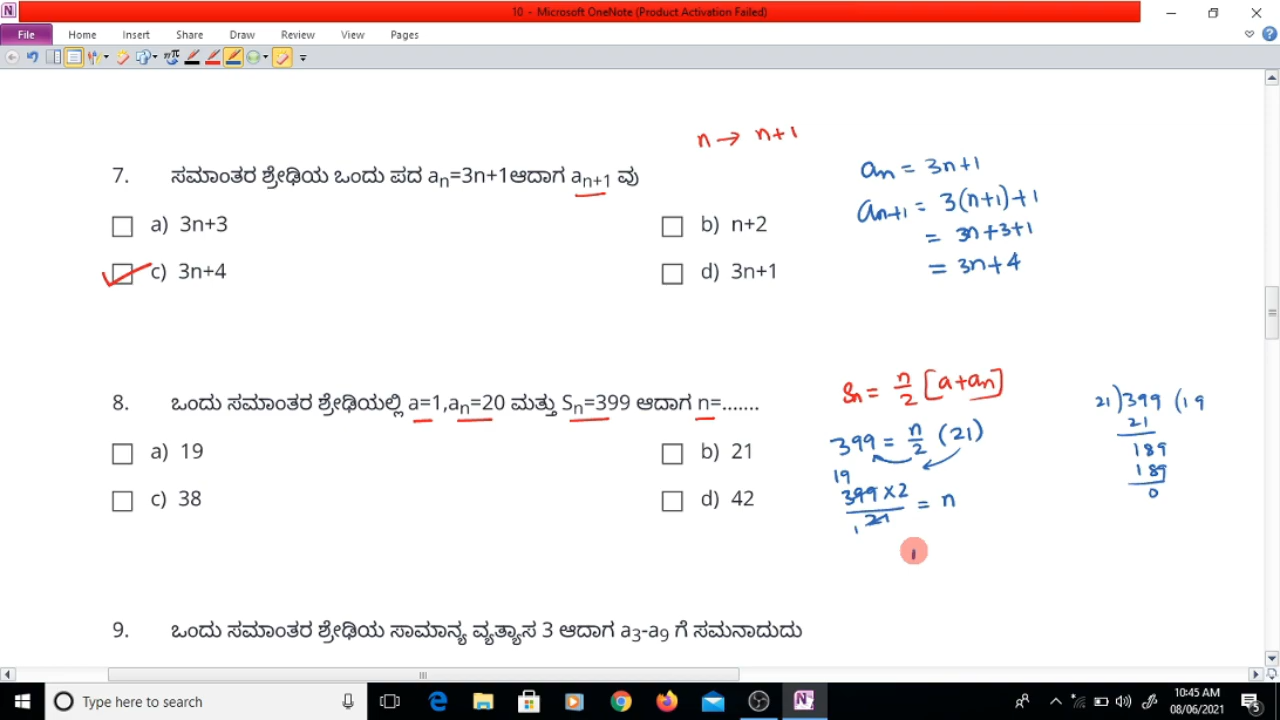 10 - Microsoft OneNote (Product Activation Failed)
File Home Insert Share Draw Review View Pages
n → n+1
7. ಸಮಾಂತರ ಶ್ರೇಢಿಯ ಒಂದು ಪದ aₙ=3n+1ಆದಾಗ aₙ₊₁ ವು
aₙ = 3n+1
a) 3n+3 b) n+2
aₙ₊₁ = 3(n+1)+1
= 3n+3+1
c) 3n+4 d) 3n+1
= 3n+4
8. ಒಂದು ಸಮಾಂತರ ಶ್ರೇಢಿಯಲ್ಲಿ a=1,aₙ=20 ಮತ್ತು Sₙ=399 ಆದಾಗ n=.......
Sₙ = n/2 [a+aₙ]
a) 19 b) 21
399 = n/2 (21)
c) 38 d) 42
19
399×2/21 = n
1
21)399(19
21
189
189
0
9. ಒಂದು ಸಮಾಂತರ ಶ್ರೇಢಿಯ ಸಾಮಾನ್ಯ ವ್ಯತ್ಯಾಸ 3 ಆದಾಗ a₃-a₉ ಗೆ ಸಮನಾದುದು
Type here to search
10:45 AM
08/06/2021
5